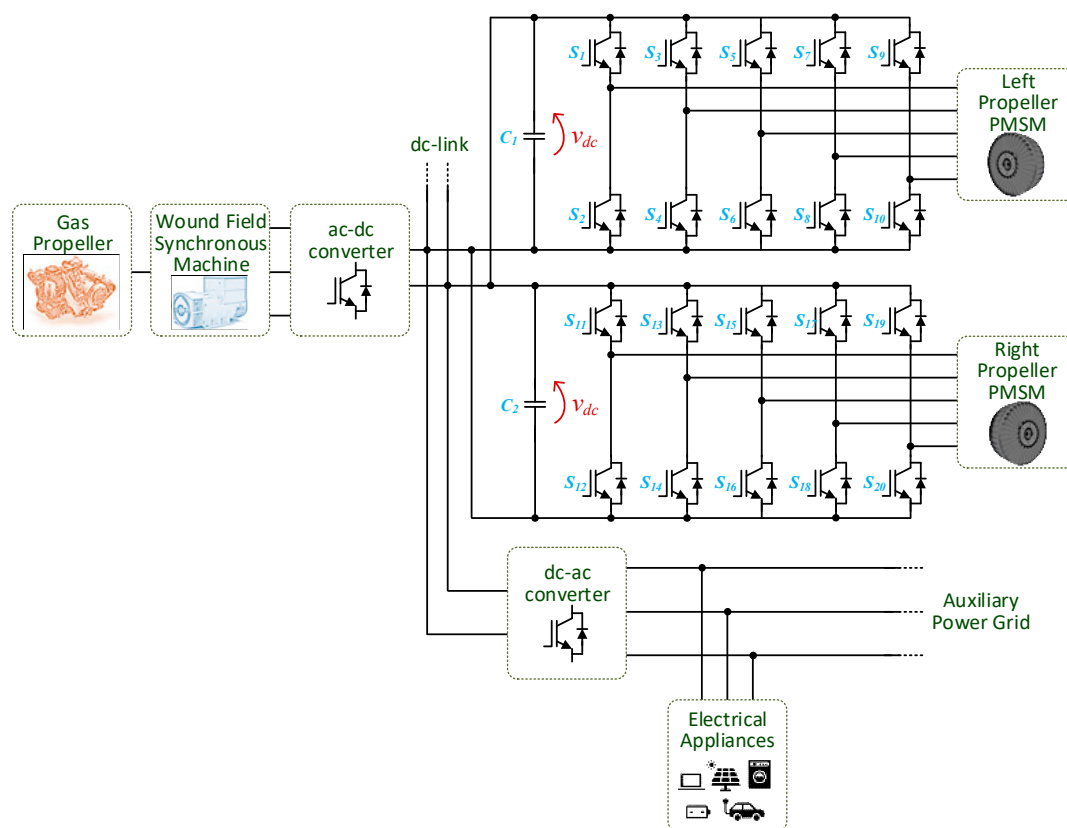 S1
S3
S5
S7
S9
Left
Propeller
PMSM
C1
vdc
dc-link
S2
S4
S6
S8
S10
Gas
Propeller
Wound Field
Synchronous
Machine
ac-dc
converter
S11
S13
S15
S17
S19
Right
Propeller
PMSM
C2
vdc
S12
S14
S16
S18
S20
dc-ac
converter
Auxiliary
Power Grid
Electrical
Appliances